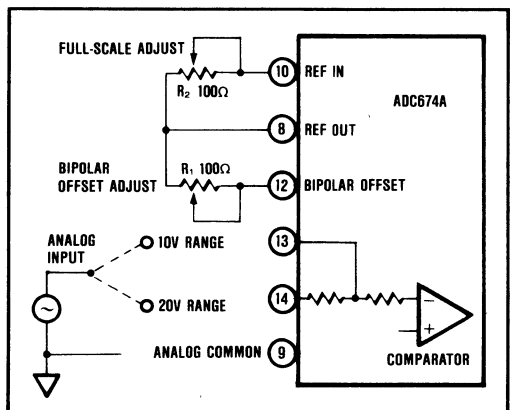 FULL-SCALE ADJUST
R₂ 100Ω
10
REF IN
ADC674A
8
REF OUT
BIPOLAR
OFFSET ADJUST
R₁ 100Ω
12
BIPOLAR OFFSET
ANALOG
INPUT
10V RANGE
20V RANGE
13
14
−
+
COMPARATOR
ANALOG COMMON
9